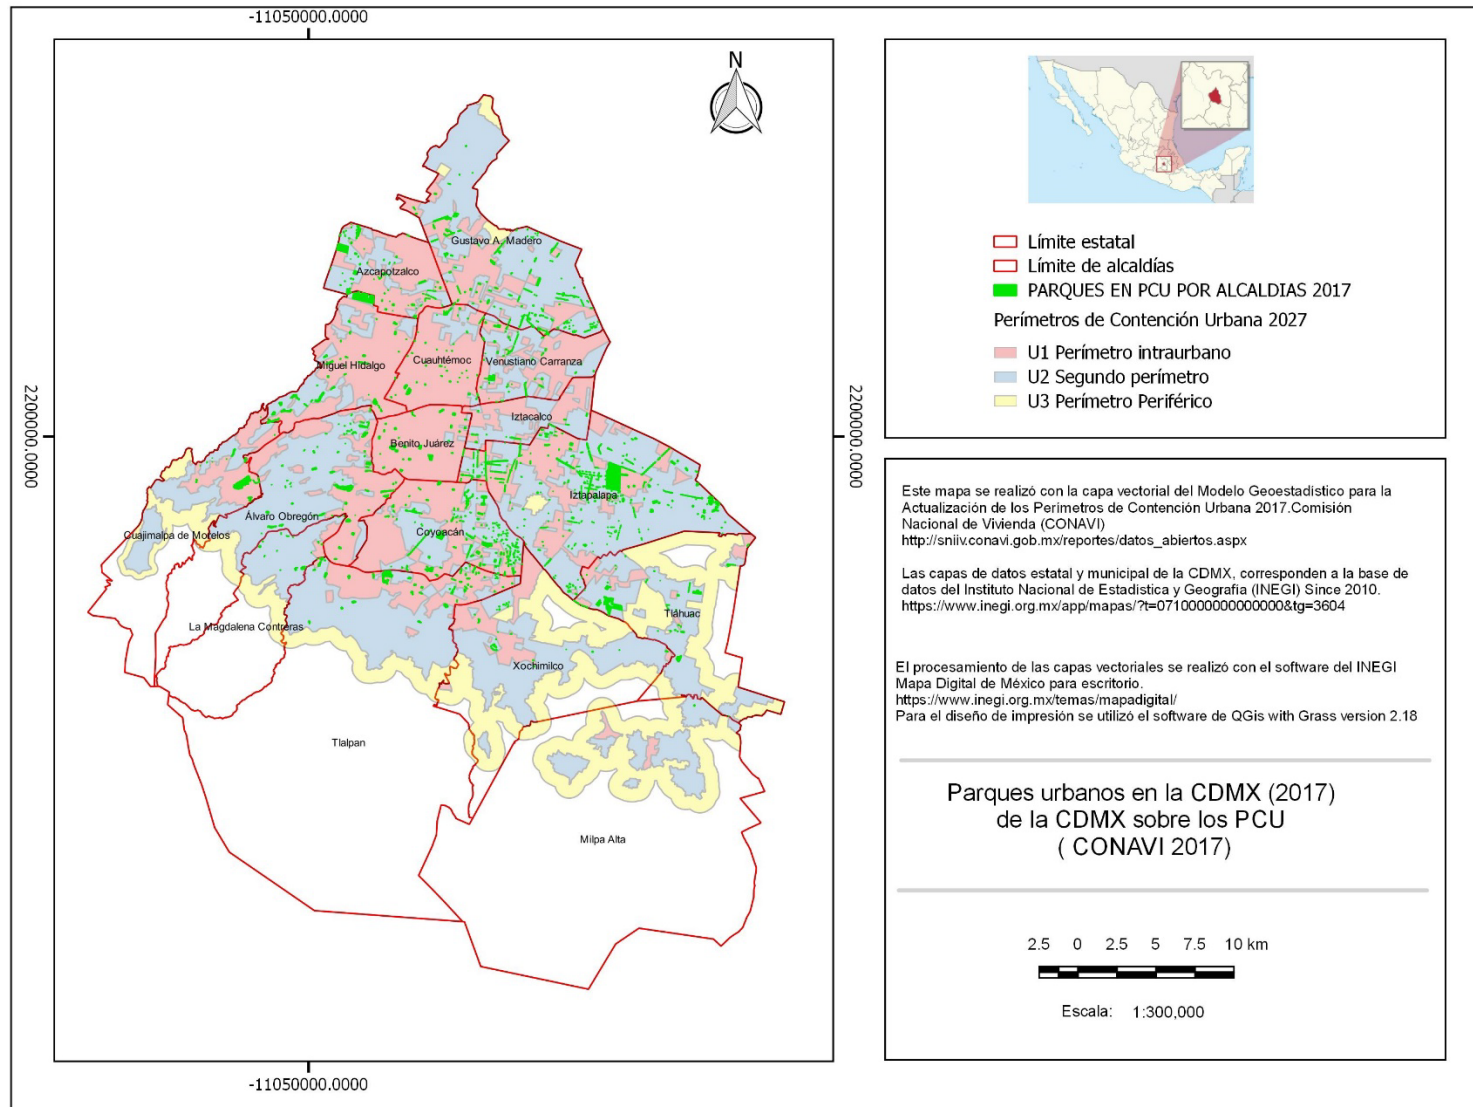 -11050000.0000
N
2200000.0000
2200000.0000
Gustavo A. Madero
Azcapotzalco
Miguel Hidalgo
Cuauhtémoc
Venustiano Carranza
Iztacalco
Benito Juárez
Iztapalapa
Álvaro Obregón
Cuajimalpa de Morelos
Coyoacán
La Magdalena Contreras
Tláhuac
Xochimilco
Tlalpan
Milpa Alta
-11050000.0000
Límite estatal
Límite de alcaldías
PARQUES EN PCU POR ALCALDIAS 2017
Perímetros de Contención Urbana 2027
U1 Perímetro intraurbano
U2 Segundo perímetro
U3 Perímetro Periférico
Este mapa se realizó con la capa vectorial del Modelo Geoestadístico para la
Actualización de los Perimetros de Contención Urbana 2017.Comisión
Nacional de Vivienda (CONAVI)
http://sniiv.conavi.gob.mx/reportes/datos_abiertos.aspx
Las capas de datos estatal y municipal de la CDMX, corresponden a la base de
datos del Instituto Nacional de Estadistica y Geografia (INEGI) Since 2010.
https://www.inegi.org.mx/app/mapas/?t=0710000000000000&tg=3604
El procesamiento de las capas vectoriales se realizó con el software del INEGI
Mapa Digital de México para escritorio.
https://www.inegi.org.mx/temas/mapadigital/
Para el diseño de impresión se utilizó el software de QGis with Grass version 2.18
Parques urbanos en la CDMX (2017)
de la CDMX sobre los PCU
( CONAVI 2017)
2.5 0 2.5 5 7.5 10 km
Escala: 1:300,000